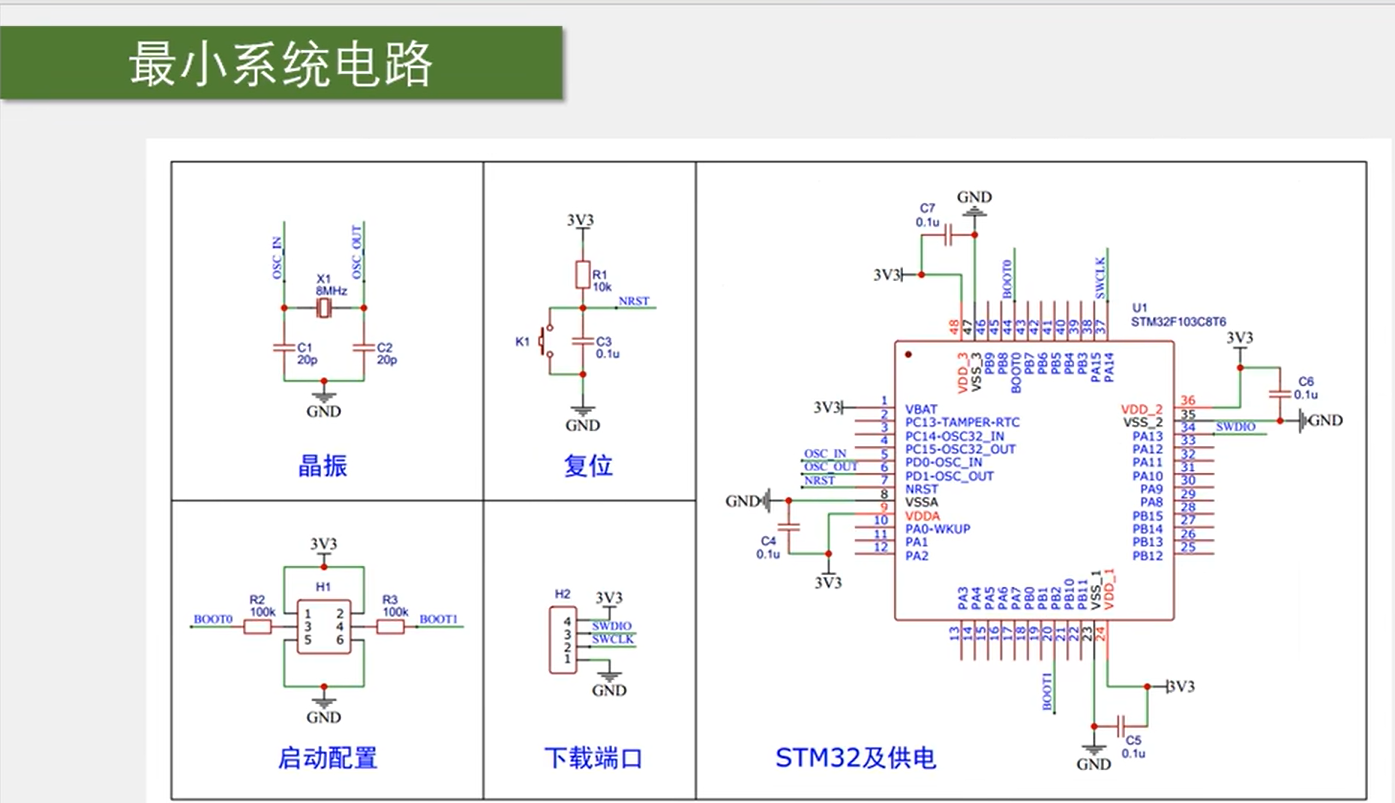 最小系统电路
OSC_IN
OSC_OUT
X1
8MHz
C1
20p
C2
20p
GND
晶振
3V3
R1
10k
NRST
K1
C3
0.1u
GND
复位
3V3
H1
R2
100k
R3
100k
BOOT0
BOOT1
1 2
3 4
5 6
GND
启动配置
H2
3V3
4
3
2
1
SWDIO
SWCLK
GND
下载端口
GND
C7
0.1u
3V3
BOOT0
SWCLK
U1
STM32F103C8T6
48 47 46 45 44 43 42 41 40 39 38 37
VDD_3 VSS_3 PB9 PB8 BOOT0 PB7 PB6 PB5 PB4 PB3 PA15 PA14
3V3
1 VBAT
2 PC13-TAMPER-RTC
3 PC14-OSC32_IN
4 PC15-OSC32_OUT
OSC_IN 5 PD0-OSC_IN
OSC_OUT 6 PD1-OSC_OUT
NRST 7 NRST
GND 8 VSSA
9 VDDA
10 PA0-WKUP
11 PA1
12 PA2
C4
0.1u
3V3
3V3
C6
0.1u
GND
VDD_2 36
VSS_2 35
PA13 34 SWDIO
PA12 33
PA11 32
PA10 31
PA9 30
PA8 29
PB15 28
PB14 27
PB13 26
PB12 25
PA3 PA4 PA5 PA6 PA7 PB0 PB1 PB2 PB10 PB11 VSS_1 VDD_1
13 14 15 16 17 18 19 20 21 22 23 24
BOOT1
3V3
C5
0.1u
GND
STM32及供电